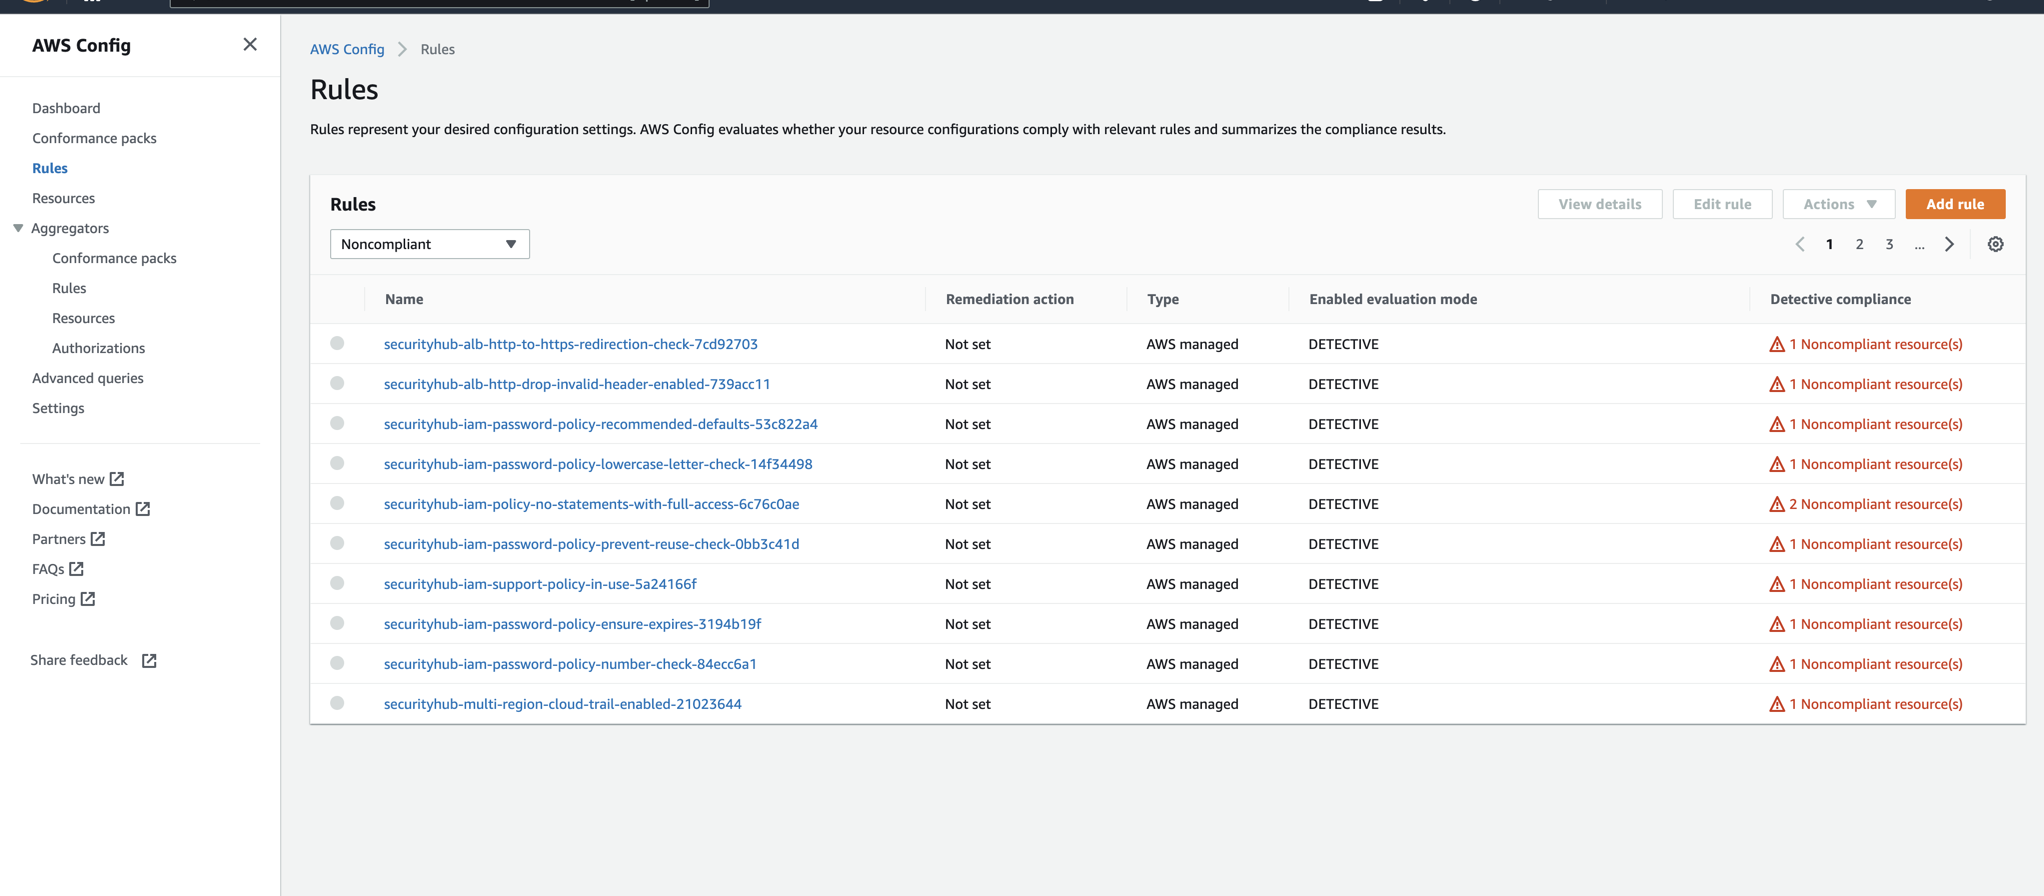 AWS Config
Dashboard
Conformance packs
Rules
Resources
Aggregators
Conformance packs
Rules
Resources
Authorizations
Advanced queries
Settings
What's new
Documentation
Partners
FAQs
Pricing
Share feedback
AWS Config > Rules
Rules
Rules represent your desired configuration settings. AWS Config evaluates whether your resource configurations comply with relevant rules and summarizes the compliance results.
Rules View details Edit rule Actions Add rule
Noncompliant 1 2 3 ...
Name Remediation action Type Enabled evaluation mode Detective compliance
securityhub-alb-http-to-https-redirection-check-7cd92703 Not set AWS managed DETECTIVE 1 Noncompliant resource(s)
securityhub-alb-http-drop-invalid-header-enabled-739acc11 Not set AWS managed DETECTIVE 1 Noncompliant resource(s)
securityhub-iam-password-policy-recommended-defaults-53c822a4 Not set AWS managed DETECTIVE 1 Noncompliant resource(s)
securityhub-iam-password-policy-lowercase-letter-check-14f34498 Not set AWS managed DETECTIVE 1 Noncompliant resource(s)
securityhub-iam-policy-no-statements-with-full-access-6c76c0ae Not set AWS managed DETECTIVE 2 Noncompliant resource(s)
securityhub-iam-password-policy-prevent-reuse-check-0bb3c41d Not set AWS managed DETECTIVE 1 Noncompliant resource(s)
securityhub-iam-support-policy-in-use-5a24166f Not set AWS managed DETECTIVE 1 Noncompliant resource(s)
securityhub-iam-password-policy-ensure-expires-3194b19f Not set AWS managed DETECTIVE 1 Noncompliant resource(s)
securityhub-iam-password-policy-number-check-84ecc6a1 Not set AWS managed DETECTIVE 1 Noncompliant resource(s)
securityhub-multi-region-cloud-trail-enabled-21023644 Not set AWS managed DETECTIVE 1 Noncompliant resource(s)